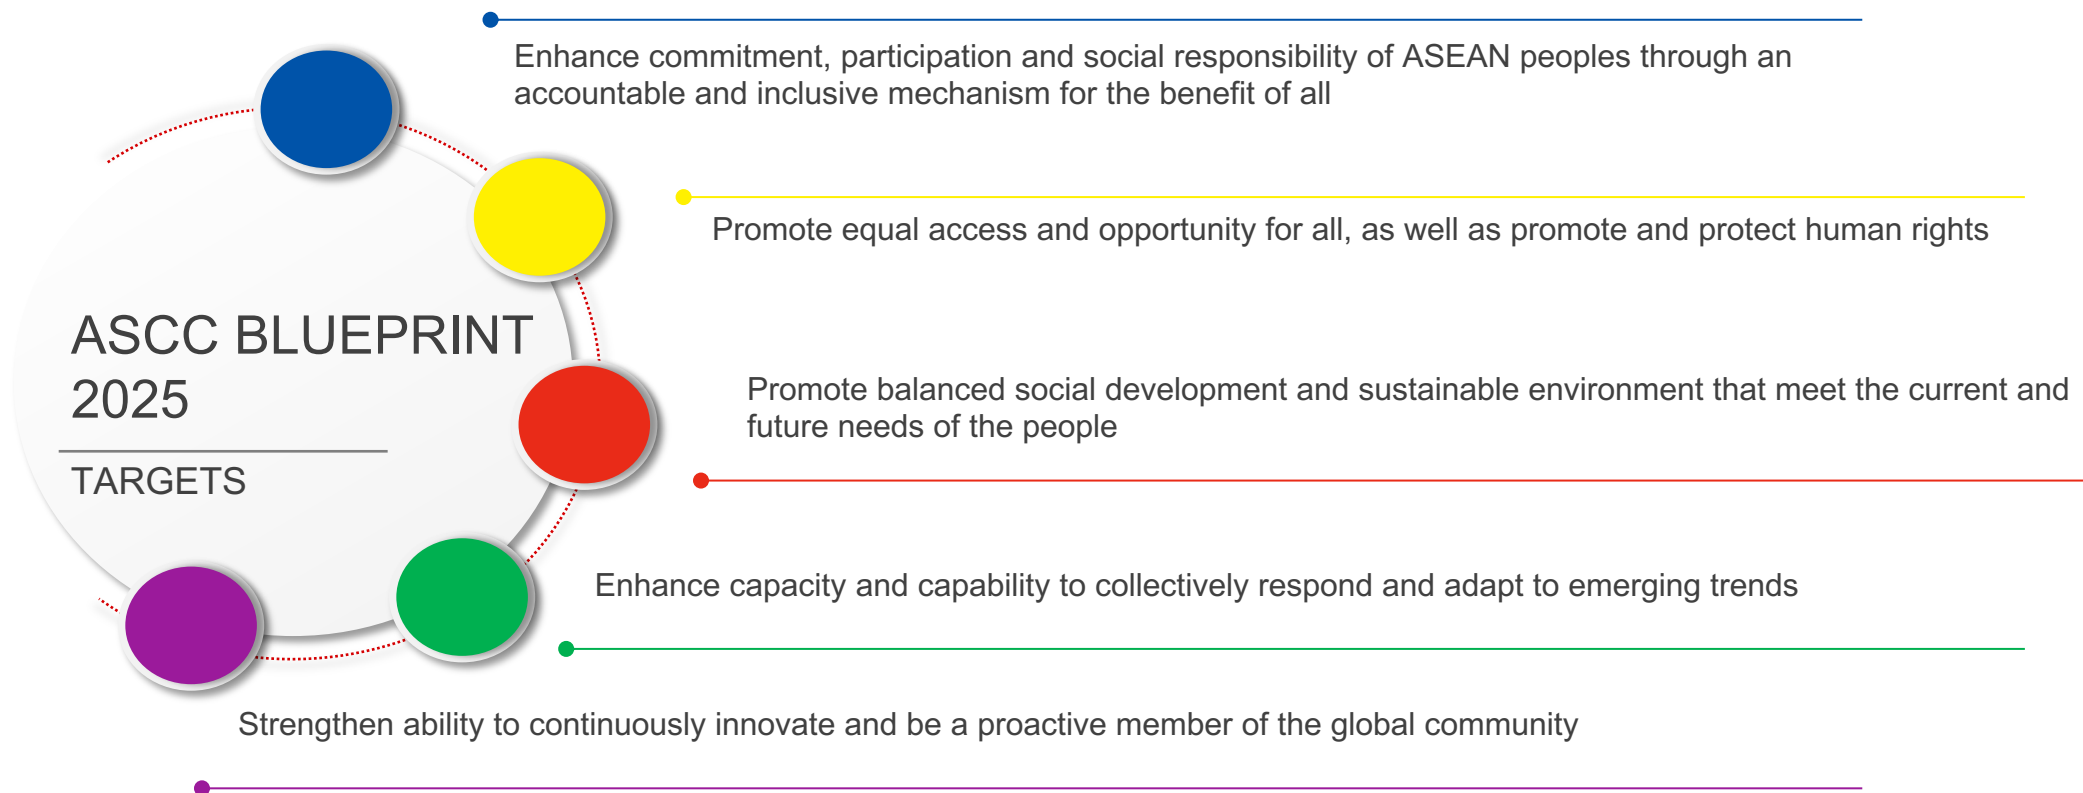 ASCC BLUEPRINT
2025
TARGETS
Enhance commitment, participation and social responsibility of ASEAN peoples through an
accountable and inclusive mechanism for the benefit of all
Promote equal access and opportunity for all, as well as promote and protect human rights
Promote balanced social development and sustainable environment that meet the current and
future needs of the people
Enhance capacity and capability to collectively respond and adapt to emerging trends
Strengthen ability to continuously innovate and be a proactive member of the global community